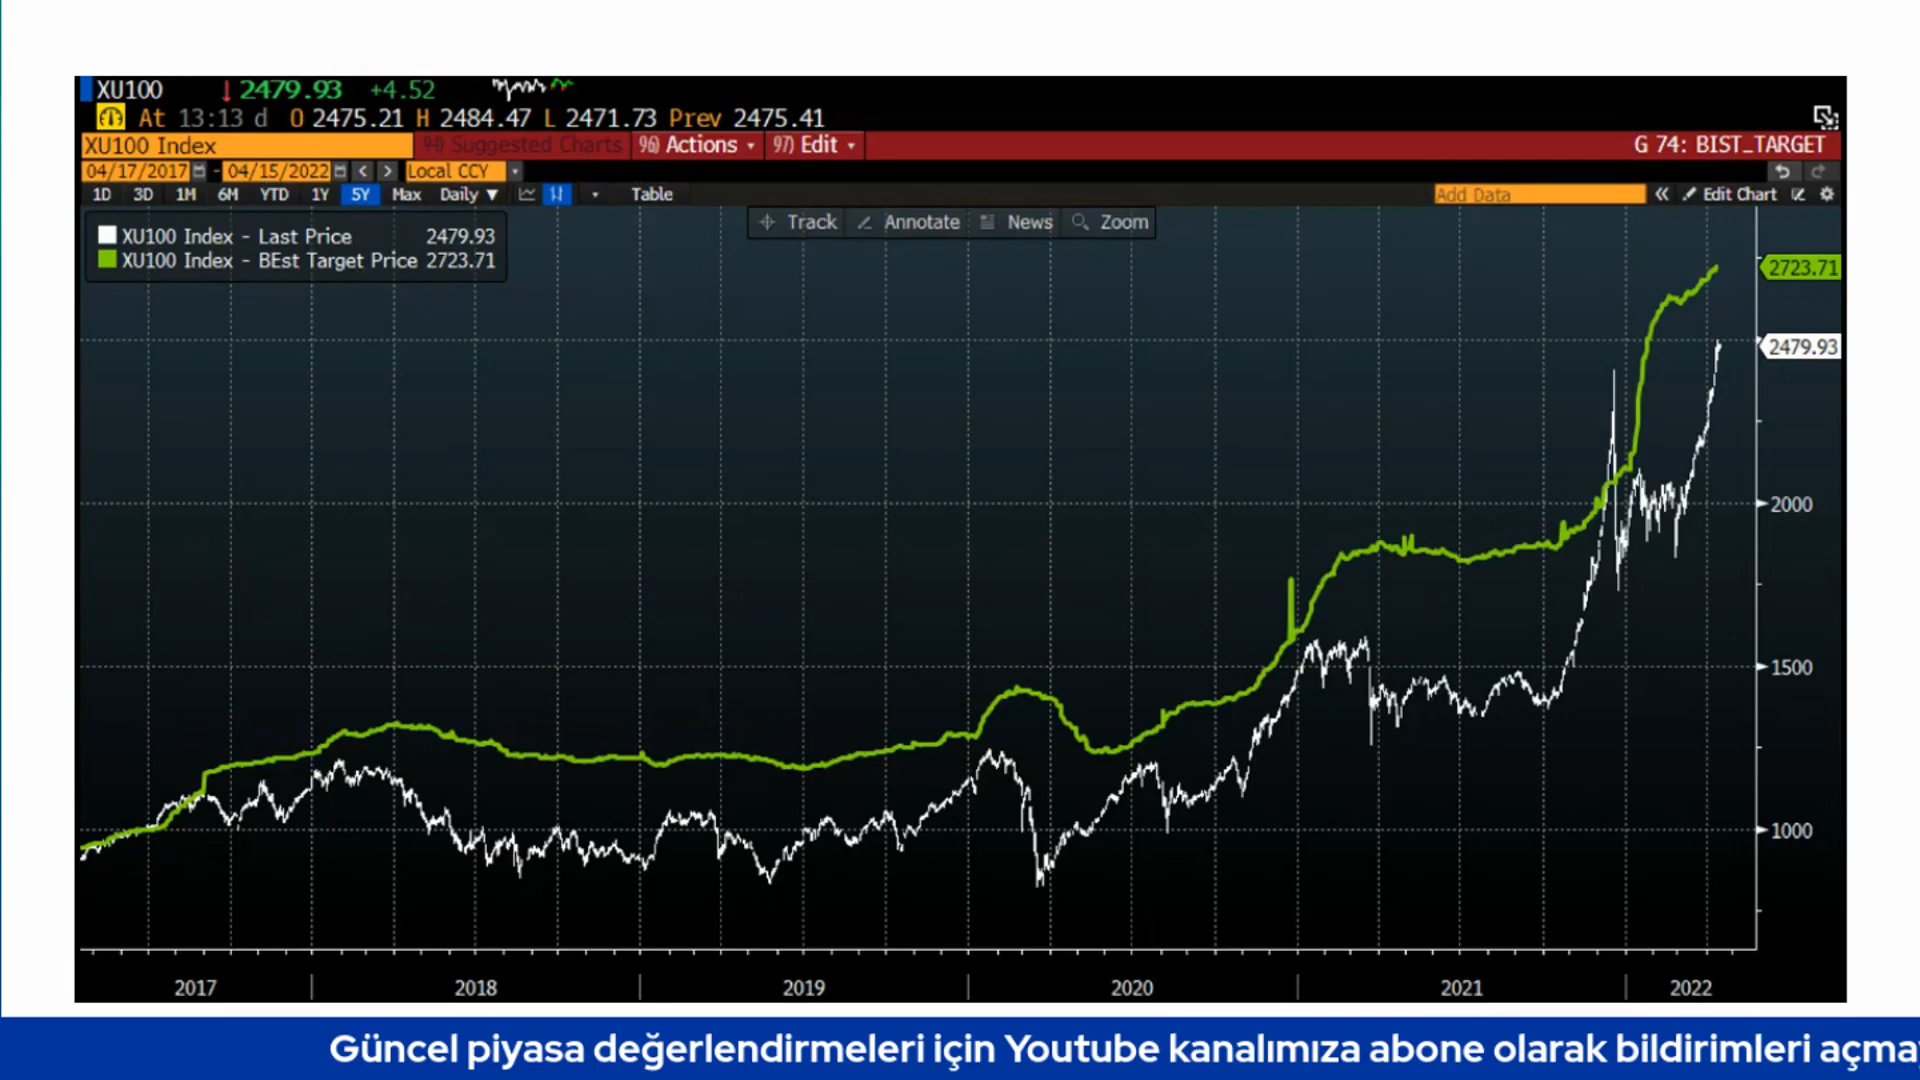 XU100 2479.93 +4.52
At 13:13 d O 2475.21 H 2484.47 L 2471.73 Prev 2475.41
XU100 Index 94) Suggested Charts 96) Actions 97) Edit G 74: BIST_TARGET
04/17/2017 - 04/15/2022 < > Local CCY
1D 3D 1M 6M YTD 1Y 5Y Max Daily Table Add Data « Edit Chart
Track Annotate News Zoom
XU100 Index - Last Price 2479.93
XU100 Index - BEst Target Price 2723.71
2723.71
2479.93
2000
1500
1000
2017 2018 2019 2020 2021 2022
Güncel piyasa değerlendirmeleri için Youtube kanalımıza abone olarak bildirimleri açma